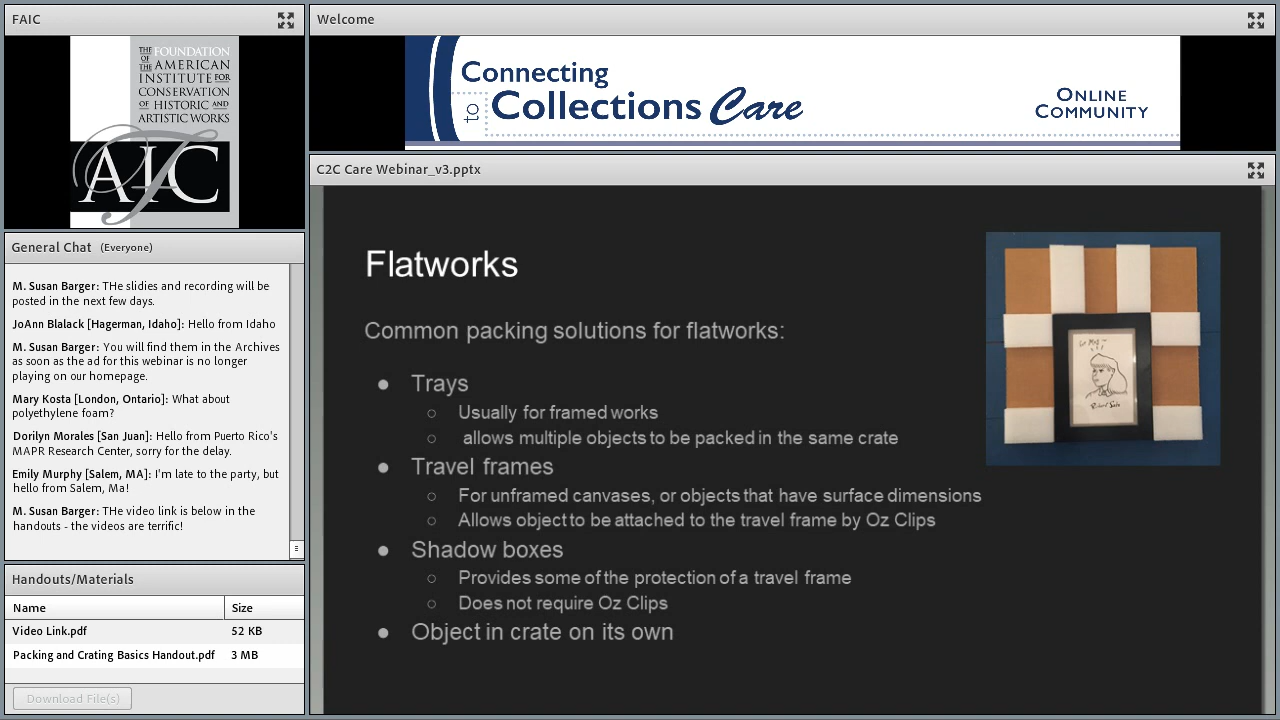 FAIC
THE FOUNDATION
OF THE AMERICAN
INSTITUTE FOR
CONSERVATION
OF HISTORIC AND
ARTISTIC WORKS
AIC
Welcome
Connecting
to Collections Care
ONLINE
COMMUNITY
General Chat (Everyone)
M. Susan Barger: THe slidies and recording will be
posted in the next few days.
JoAnn Blalack [Hagerman, Idaho]: Hello from Idaho
M. Susan Barger: You will find them in the Archives
as soon as the ad for this webinar is no longer
playing on our homepage.
Mary Kosta [London, Ontario]: What about
polyethylene foam?
Dorilyn Morales [San Juan]: Hello from Puerto Rico's
MAPR Research Center, sorry for the delay.
Emily Murphy [Salem, MA]: I'm late to the party, but
hello from Salem, Ma!
M. Susan Barger: THe video link is below in the
handouts - the videos are terrific!
Handouts/Materials
Name Size
Video Link.pdf 52 KB
Packing and Crating Basics Handout.pdf 3 MB
Download File(s)
C2C Care Webinar_v3.pptx
Flatworks
Common packing solutions for flatworks:
● Trays
○ Usually for framed works
○ allows multiple objects to be packed in the same crate
● Travel frames
○ For unframed canvases, or objects that have surface dimensions
○ Allows object to be attached to the travel frame by Oz Clips
● Shadow boxes
○ Provides some of the protection of a travel frame
○ Does not require Oz Clips
● Object in crate on its own